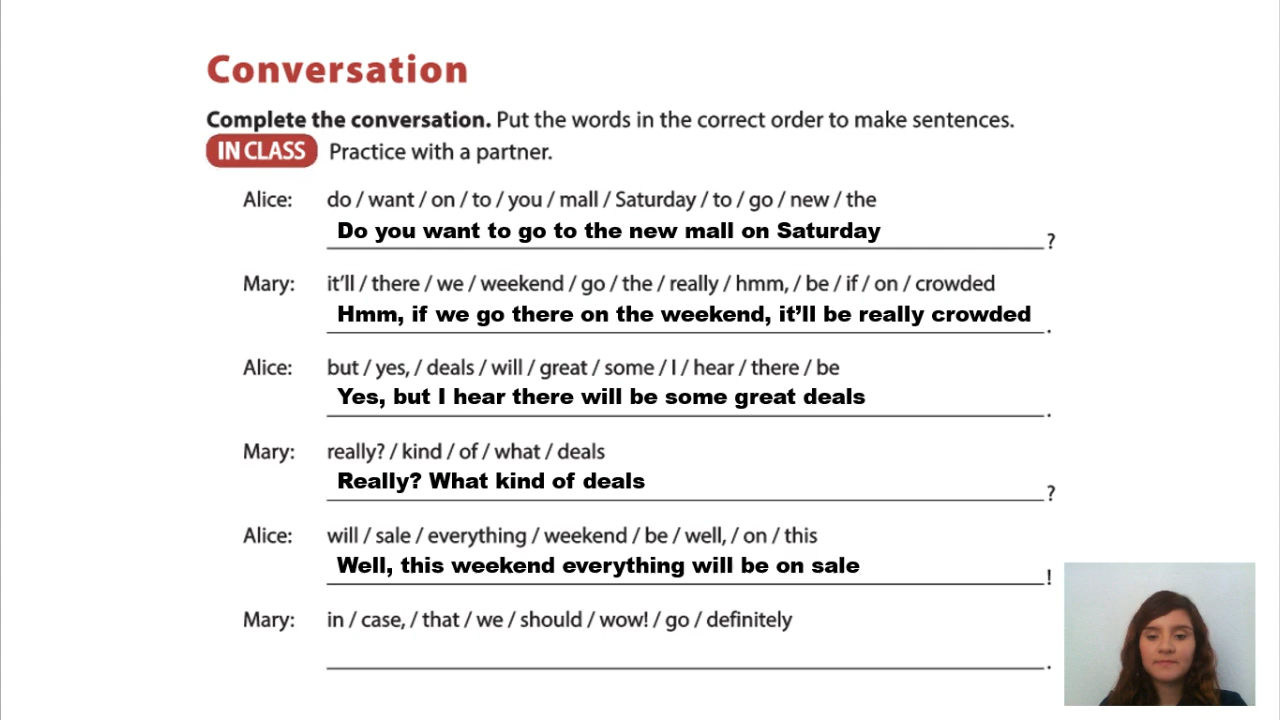 Conversation
Complete the conversation. Put the words in the correct order to make sentences.
IN CLASS Practice with a partner.
Alice: do / want / on / to / you / mall / Saturday / to / go / new / the
Do you want to go to the new mall on Saturday ?
Mary: it'll / there / we / weekend / go / the / really / hmm, / be / if / on / crowded
Hmm, if we go there on the weekend, it’ll be really crowded .
Alice: but / yes, / deals / will / great / some / I / hear / there / be
Yes, but I hear there will be some great deals .
Mary: really? / kind / of / what / deals
Really? What kind of deals ?
Alice: will / sale / everything / weekend / be / well, / on / this
Well, this weekend everything will be on sale !
Mary: in / case, / that / we / should / wow! / go / definitely
.